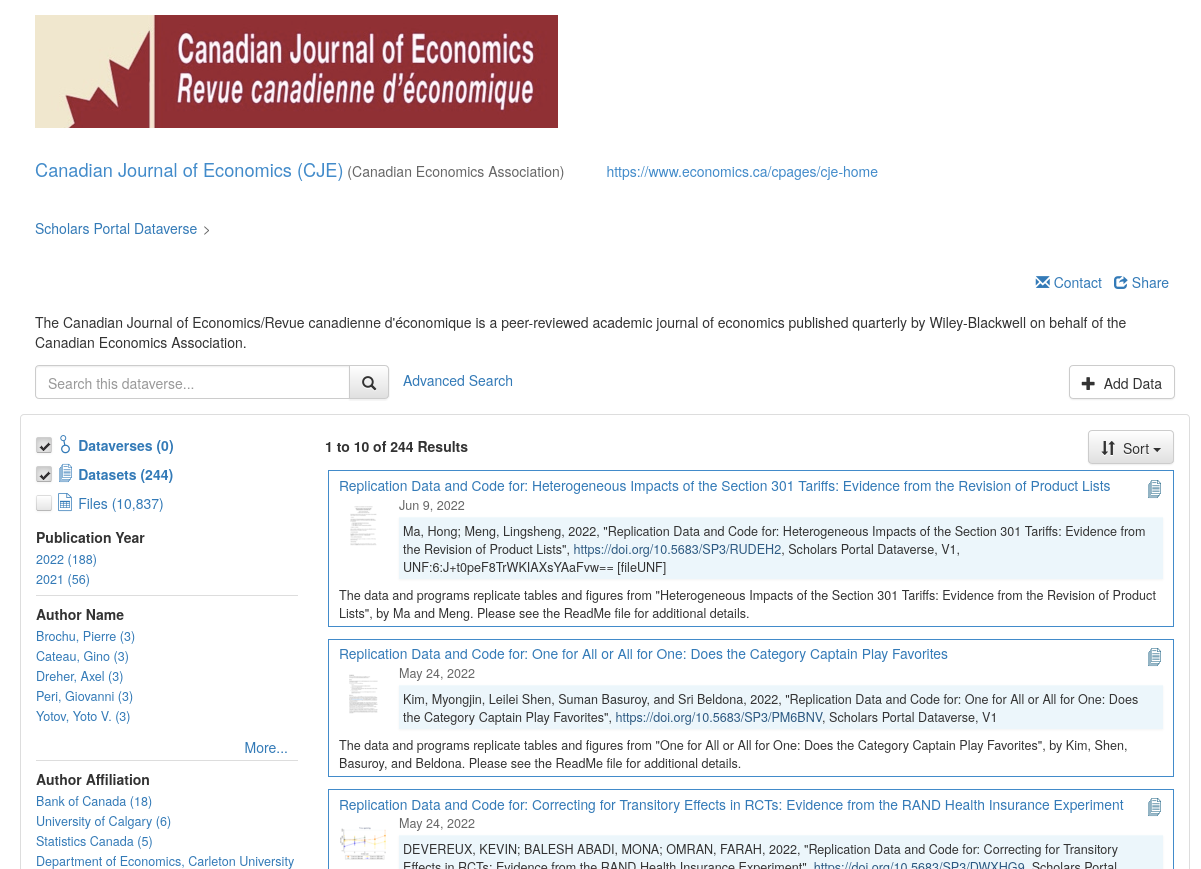 Canadian Journal of Economics
Revue canadienne d'économique
Canadian Journal of Economics (CJE) (Canadian Economics Association) https://www.economics.ca/cpages/cje-home
Scholars Portal Dataverse >
Contact Share
The Canadian Journal of Economics/Revue canadienne d'économique is a peer-reviewed academic journal of economics published quarterly by Wiley-Blackwell on behalf of the
Canadian Economics Association.
Search this dataverse... Advanced Search Add Data
Dataverses (0)
Datasets (244)
Files (10,837)
Publication Year
2022 (188)
2021 (56)
Author Name
Brochu, Pierre (3)
Cateau, Gino (3)
Dreher, Axel (3)
Peri, Giovanni (3)
Yotov, Yoto V. (3)
More...
Author Affiliation
Bank of Canada (18)
University of Calgary (6)
Statistics Canada (5)
Department of Economics, Carleton University
1 to 10 of 244 Results
Sort
Replication Data and Code for: Heterogeneous Impacts of the Section 301 Tariffs: Evidence from the Revision of Product Lists
Jun 9, 2022
Ma, Hong; Meng, Lingsheng, 2022, "Replication Data and Code for: Heterogeneous Impacts of the Section 301 Tariffs: Evidence from
the Revision of Product Lists", https://doi.org/10.5683/SP3/RUDEH2, Scholars Portal Dataverse, V1,
UNF:6:J+t0peF8TrWKIAXsYAaFvw== [fileUNF]
The data and programs replicate tables and figures from "Heterogeneous Impacts of the Section 301 Tariffs: Evidence from the Revision of Product
Lists", by Ma and Meng. Please see the ReadMe file for additional details.
Replication Data and Code for: One for All or All for One: Does the Category Captain Play Favorites
May 24, 2022
Kim, Myongjin, Leilei Shen, Suman Basuroy, and Sri Beldona, 2022, "Replication Data and Code for: One for All or All for One: Does
the Category Captain Play Favorites", https://doi.org/10.5683/SP3/PM6BNV, Scholars Portal Dataverse, V1
The data and programs replicate tables and figures from "One for All or All for One: Does the Category Captain Play Favorites", by Kim, Shen,
Basuroy, and Beldona. Please see the ReadMe file for additional details.
Replication Data and Code for: Correcting for Transitory Effects in RCTs: Evidence from the RAND Health Insurance Experiment
May 24, 2022
DEVEREUX, KEVIN; BALESH ABADI, MONA; OMRAN, FARAH, 2022, "Replication Data and Code for: Correcting for Transitory
Effects in RCTs: Evidence from the RAND Health Insurance Experiment", https://doi.org/10.5683/SP3/DWXHG9, Scholars Portal